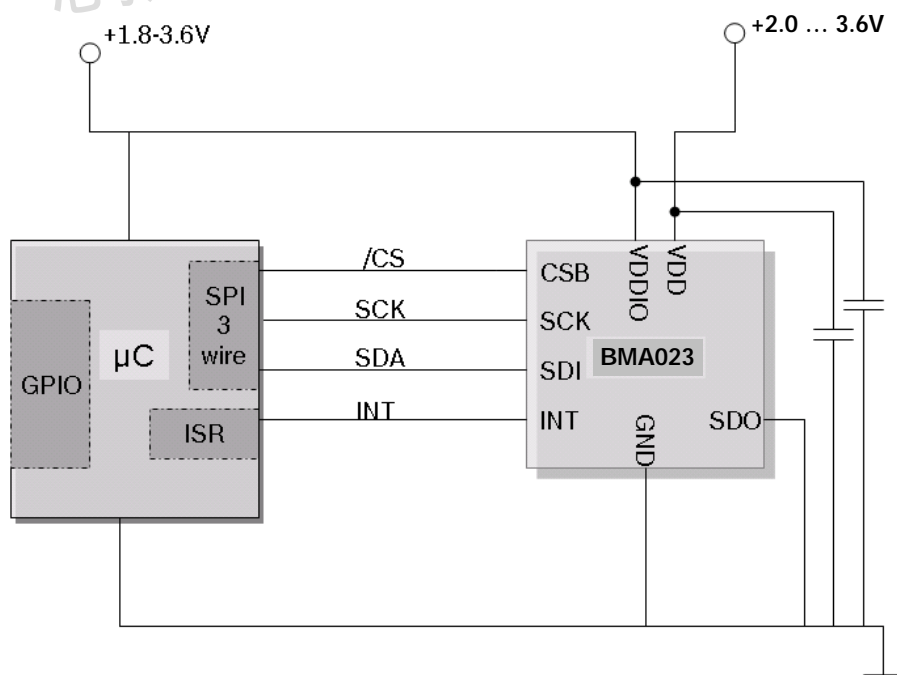 +1.8-3.6V
+2.0 ... 3.6V
/CS
SCK
SDA
INT
SPI
3
wire
µC
GPIO
ISR
CSB
SCK
SDI
INT
VDDIO
VDD
BMA023
GND
SDO